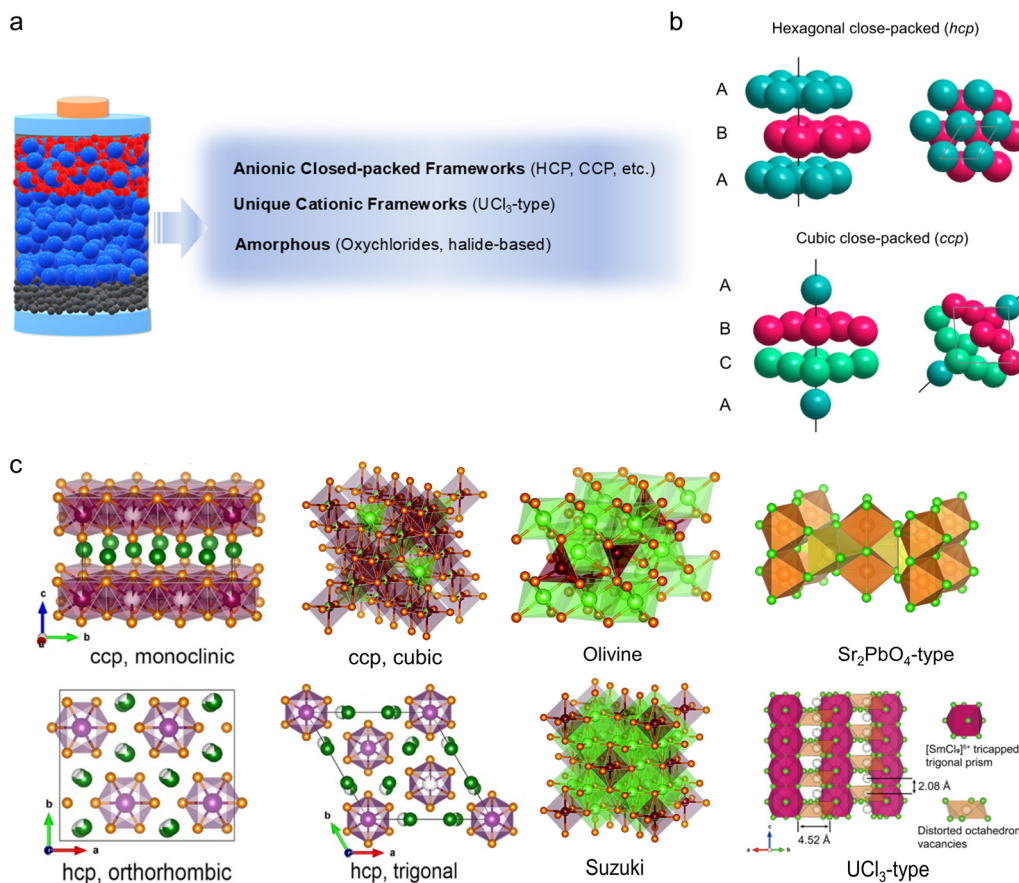 a
Anionic Closed-packed Frameworks (HCP, CCP, etc.)
Unique Cationic Frameworks (UCl₃-type)
Amorphous (Oxychlorides, halide-based)
b
Hexagonal close-packed (hcp)
A
B
A
Cubic close-packed (ccp)
A
B
C
A
c
c
b
a
ccp, monoclinic
ccp, cubic
Olivine
Sr₂PbO₄-type
b
a
hcp, orthorhombic
b
a
hcp, trigonal
Suzuki
[SmCl₉]⁶⁺ tricapped
trigonal prism
2.08 Å
Distorted octahedron
vacancies
4.52 Å
c
a
b
UCl₃-type